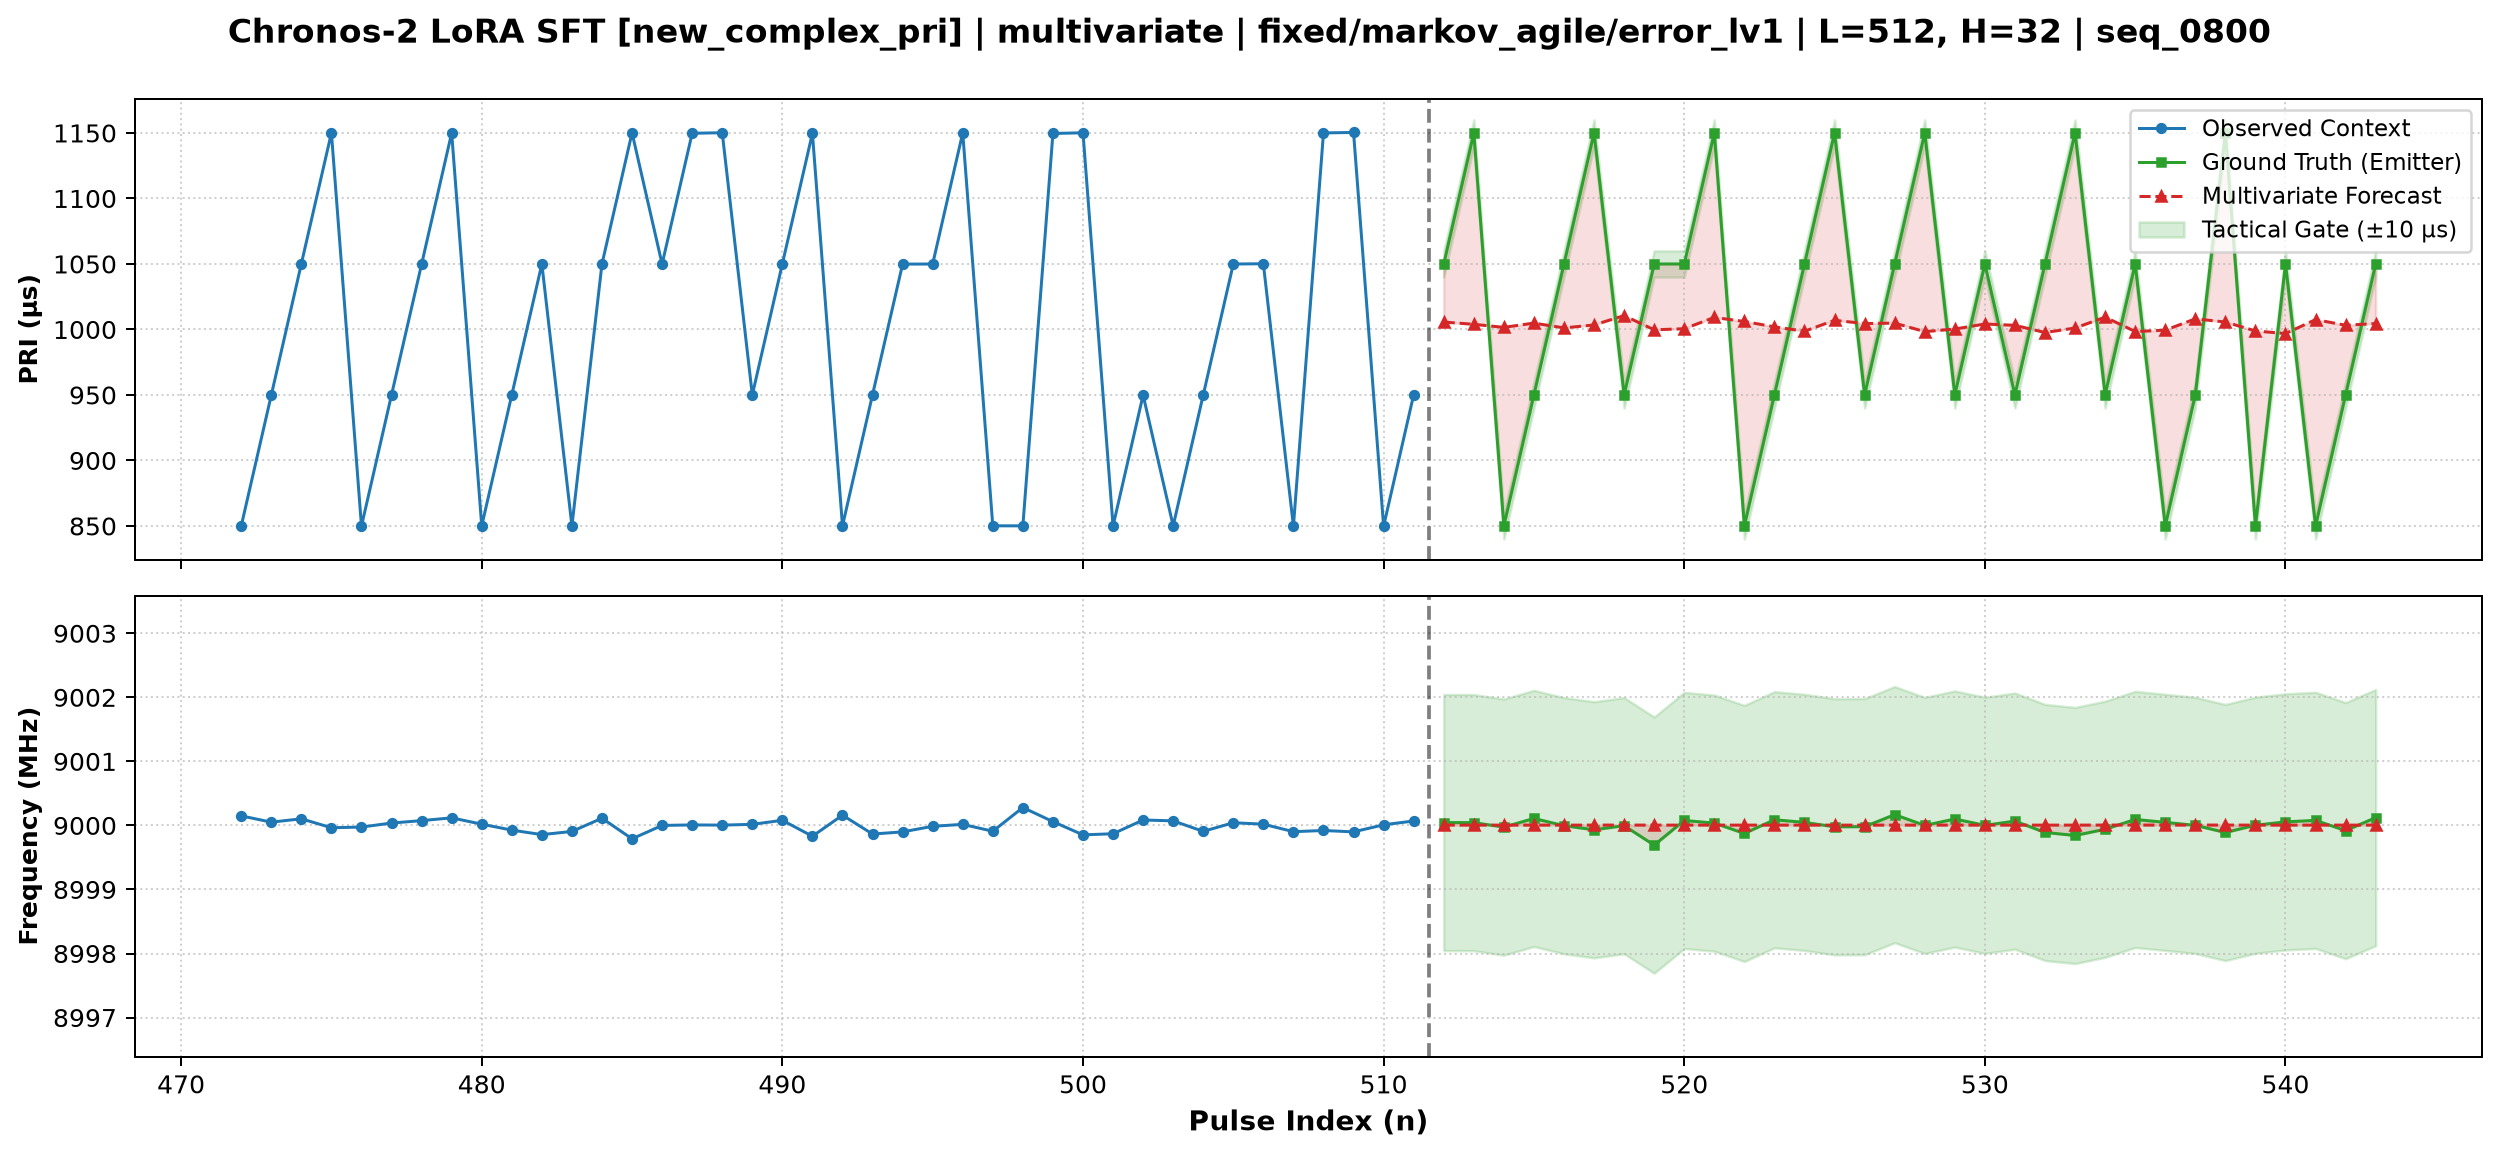 Chronos-2 LoRA SFT [new_complex_pri] | multivariate | fixed/markov_agile/error_lv1 | L=512, H=32 | seq_0800
1150
1100
1050
1000
950
900
850
PRI (µs)
Observed Context
Ground Truth (Emitter)
Multivariate Forecast
Tactical Gate (±10 µs)
9003
9002
9001
9000
8999
8998
8997
Frequency (MHz)
470 480 490 500 510 520 530 540
Pulse Index (n)